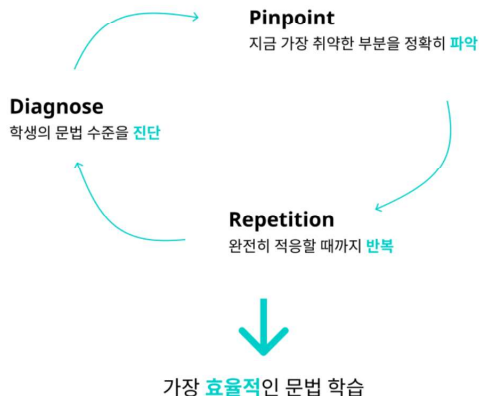 Pinpoint
지금 가장 취약한 부분을 정확히 파악
Diagnose
학생의 문법 수준을 진단
Repetition
완전히 적응할 때까지 반복
가장 효율적인 문법 학습